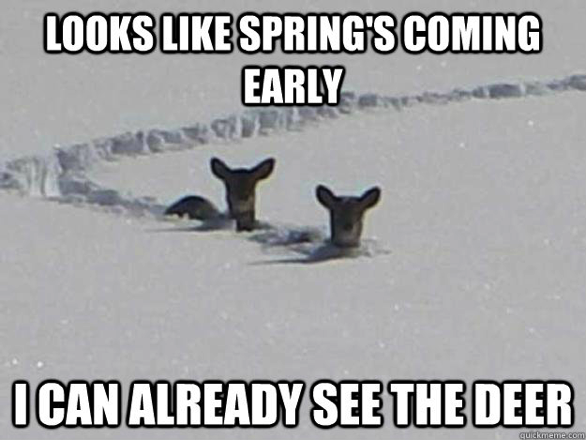 LOOKS LIKE SPRING'S COMING
EARLY
I CAN ALREADY SEE THE DEER
quickmeme.com